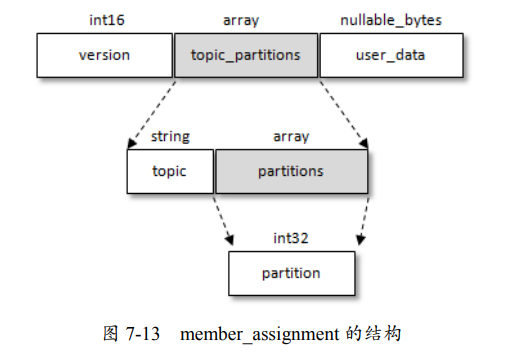 int16 array nullable_bytes
version topic_partitions user_data
string array
topic partitions
int32
partition
图 7-13 member_assignment 的结构